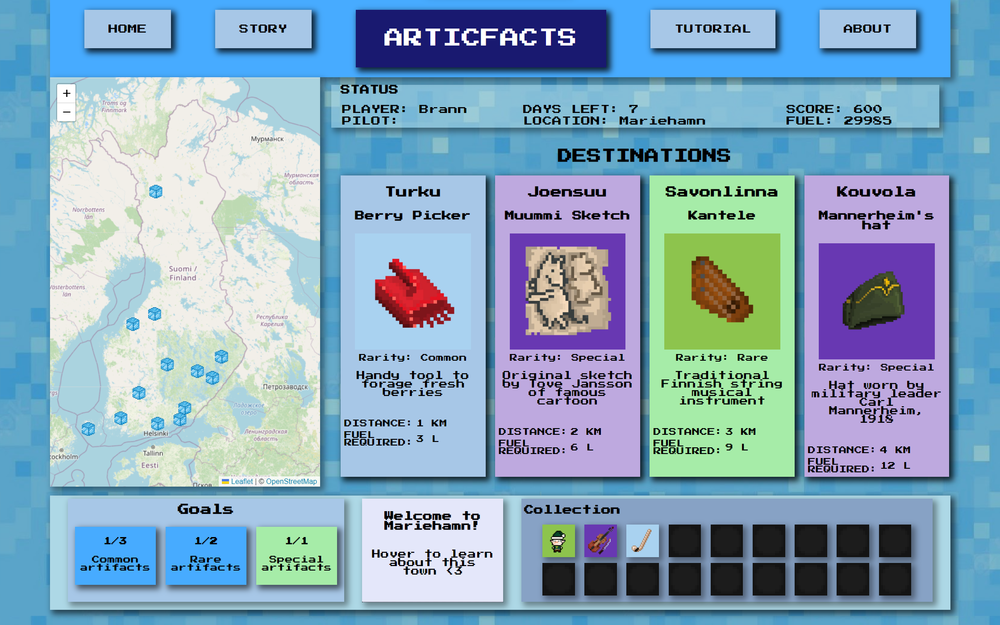 HOME
STORY
ARTICFACTS
TUTORIAL
ABOUT
+
−
Troms og
Finnmark
Мурманск
Мурманская
область
Norrbottens
län
Suomi /
Finland
Västerbottens
län
Республика
Карелия
Петрозаводск
Ладожское
озеро
Helsinki
Ленинградская
область
Tallinn
tockholm
Eesti
Псков
Leaflet | © OpenStreetMap
STATUS
PLAYER: Brann
DAYS LEFT: 7
SCORE: 600
PILOT:
LOCATION: Mariehamn
FUEL: 29985
DESTINATIONS
Turku
Berry Picker
Rarity: Common
Handy tool to
forage fresh
berries
DISTANCE: 1 KM
FUEL
REQUIRED: 3 L
Joensuu
Muummi Sketch
Rarity: Special
Original sketch
by Tove Jansson
of famous
cartoon
DISTANCE: 2 KM
FUEL
REQUIRED: 6 L
Savonlinna
Kantele
Rarity: Rare
Traditional
Finnish string
musical
instrument
DISTANCE: 3 KM
FUEL
REQUIRED: 9 L
Kouvola
Mannerheim's
hat
Rarity: Special
Hat worn by
military leader
Carl
Mannerheim,
1918
DISTANCE: 4 KM
FUEL
REQUIRED: 12 L
Goals
1/3
Common
artifacts
1/2
Rare
artifacts
1/1
Special
artifacts
Welcome to
Mariehamn!
Hover to learn
about this
town <3
Collection